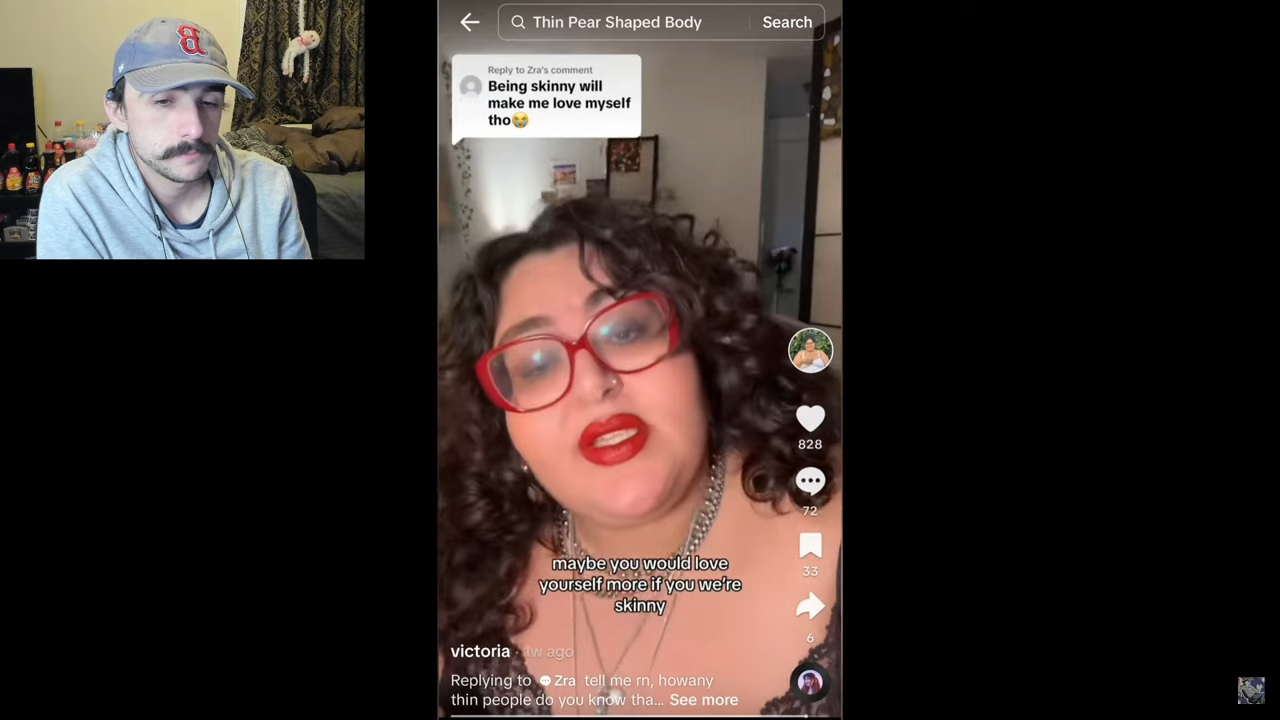 Thin Pear Shaped Body
Search
Reply to Zra's comment
Being skinny will
make me love myself
tho😭
B
828
72
33
6
maybe you would love
yourself more if you we're
skinny
victoria · 1w ago
Replying to Zra tell me rn, howany
thin people do you know tha... See more